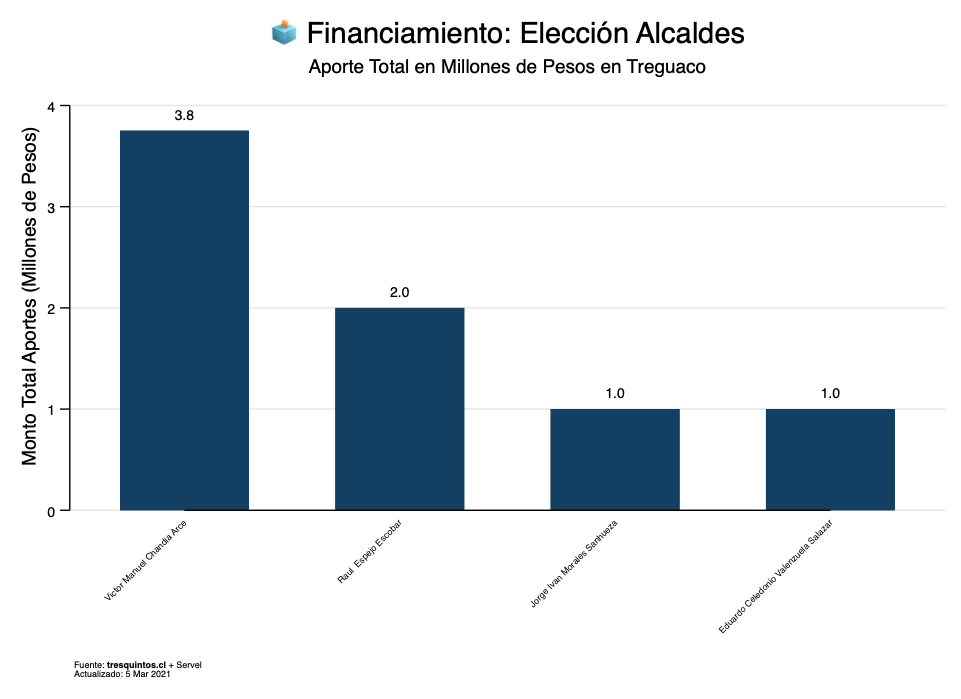 Financiamiento: Elección Alcaldes
Aporte Total en Millones de Pesos en Treguaco
Monto Total Aportes (Millones de Pesos)
4
3
2
1
0
3.8
2.0
1.0
1.0
Victor Manuel Chandia Arce
Raul  Espejo Escobar
Jorge Ivan Morales Sanhueza
Eduardo Celedonio Valenzuela Salazar
Fuente: tresquintos.cl + Servel
Actualizado: 5 Mar 2021